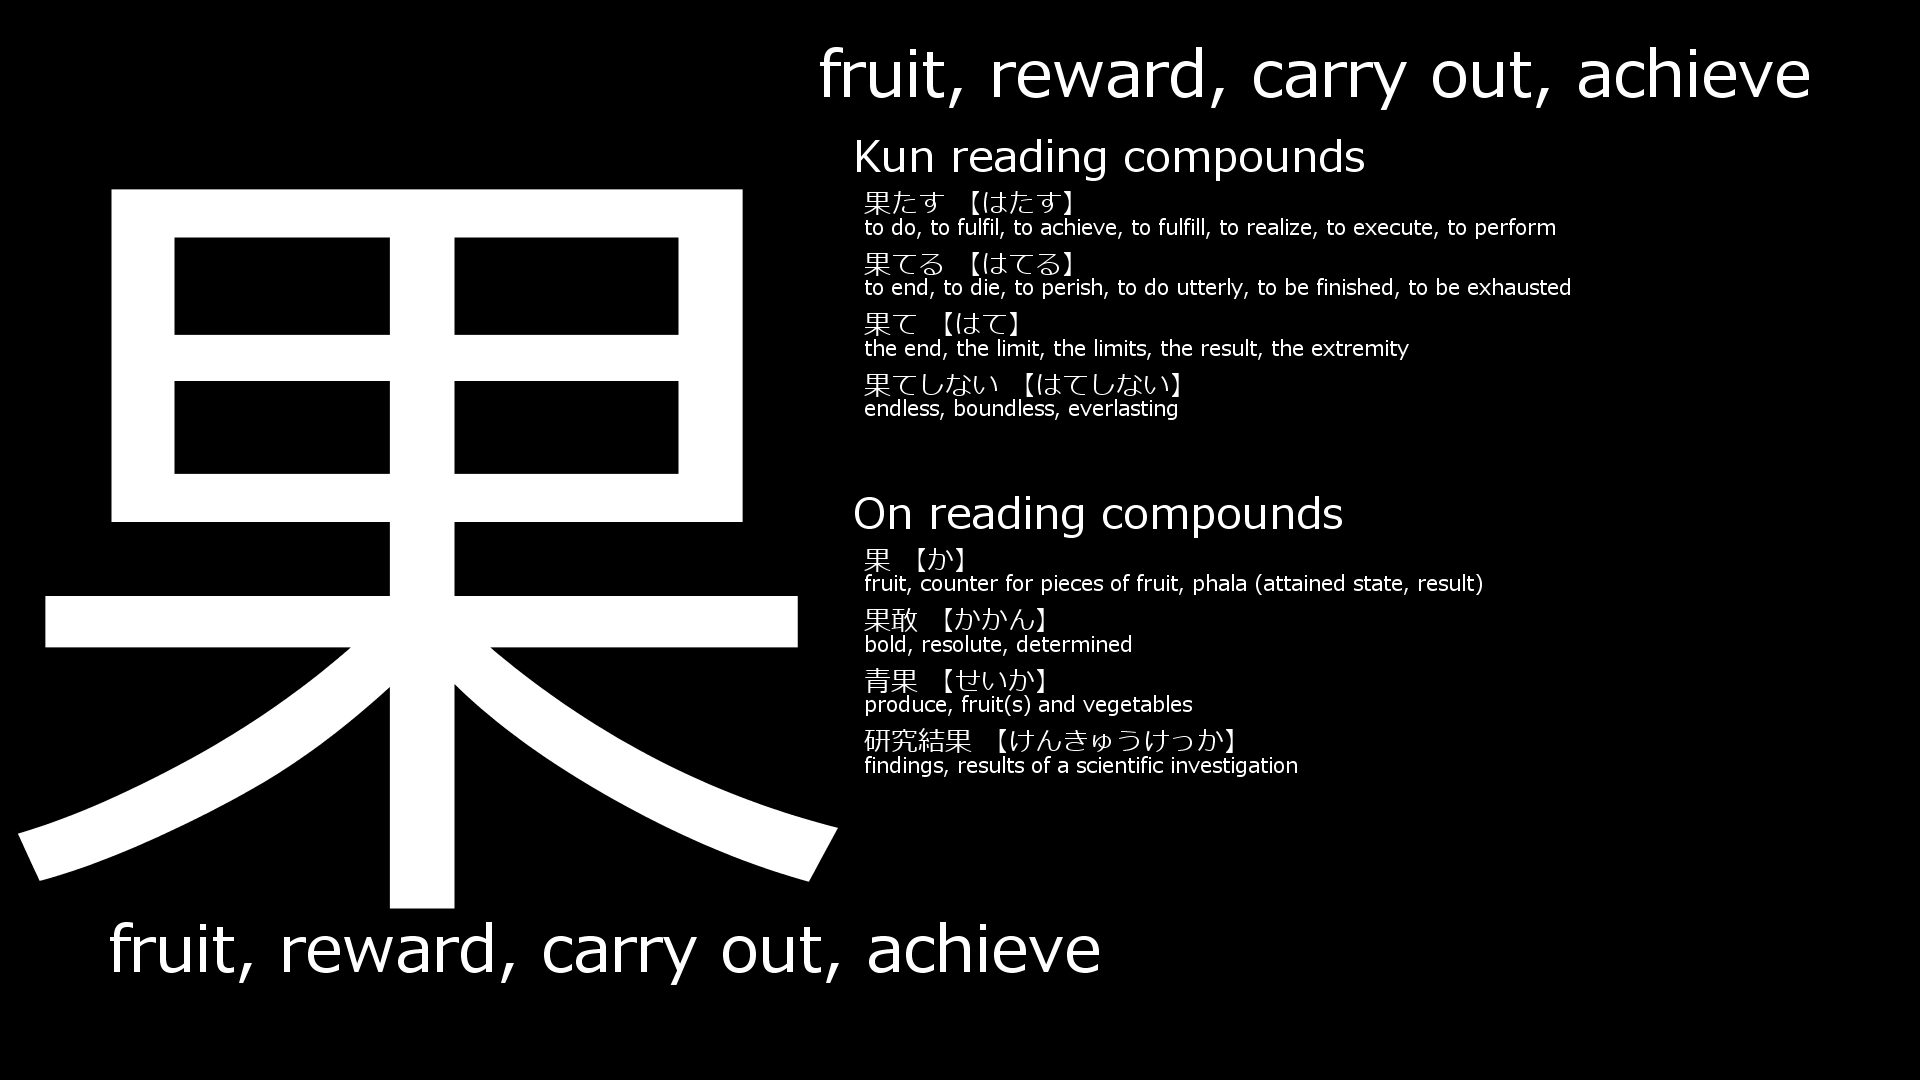 fruit, reward, carry out, achieve
果
Kun reading compounds
果たす 【はたす】
to do, to fulfil, to achieve, to fulfill, to realize, to execute, to perform
果てる 【はてる】
to end, to die, to perish, to do utterly, to be finished, to be exhausted
果て 【はて】
the end, the limit, the limits, the result, the extremity
果てしない 【はてしない】
endless, boundless, everlasting
On reading compounds
果 【か】
fruit, counter for pieces of fruit, phala (attained state, result)
果敢 【かかん】
bold, resolute, determined
青果 【せいか】
produce, fruit(s) and vegetables
研究結果 【けんきゅうけっか】
findings, results of a scientific investigation
fruit, reward, carry out, achieve